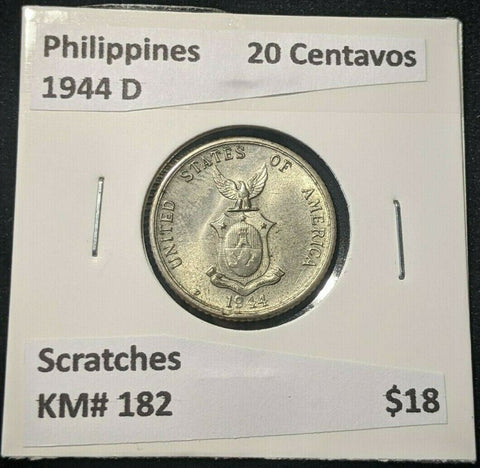 Philippines 20 Centavos
1944 D
UNITED STATES OF AMERICA
1944
Scratches
KM# 182 $18